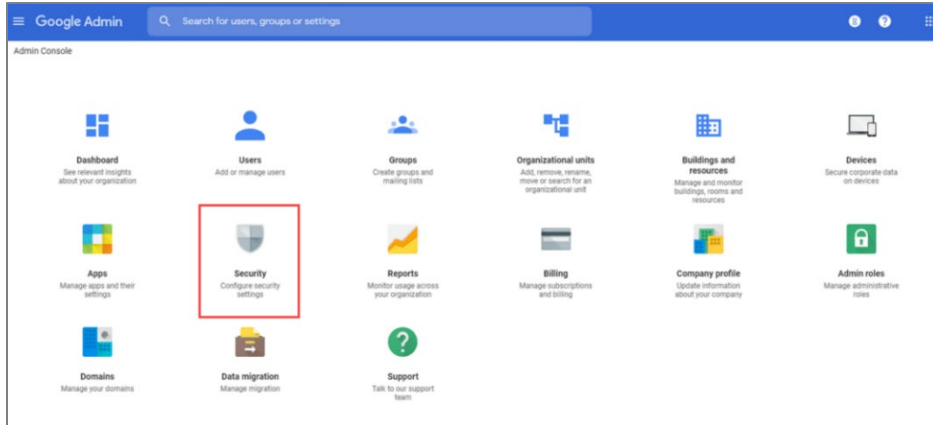 Google Admin
Search for users, groups or settings
Admin Console
Dashboard
See relevant insights
about your organization
Users
Add or manage users
Groups
Create groups and
mailing lists
Organizational units
Add, remove, rename,
move or search for an
organizational unit
Buildings and
resources
Manage and monitor
buildings, rooms and
resources
Devices
Secure corporate data
on devices
Apps
Manage apps and their
settings
Security
Configure security
settings
Reports
Monitor usage across
your organization
Billing
Manage subscriptions
and billing
Company profile
Update information
about your company
Admin roles
Manage administrative
roles
Domains
Manage your domains
Data migration
Manage migration
Support
Talk to our support
team